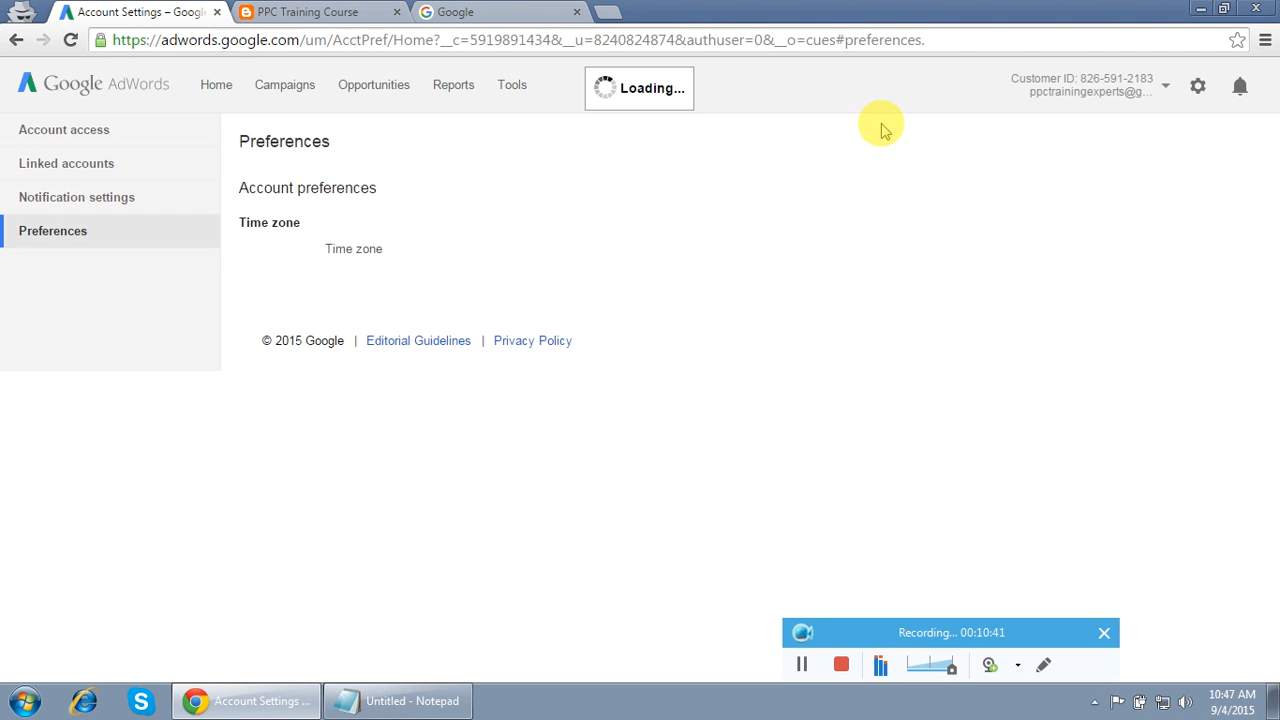 Account Settings – Googl
PPC Training Course
Google
https://adwords.google.com/um/AcctPref/Home?__c=5919891434&__u=8240824874&authuser=0&__o=cues#preferences.
Google AdWords
Home
Campaigns
Opportunities
Reports
Tools
Loading...
Customer ID: 826-591-2183
ppctrainingexperts@g...
Account access
Linked accounts
Notification settings
Preferences
Preferences
Account preferences
Time zone
Time zone
© 2015 Google | Editorial Guidelines | Privacy Policy
Recording... 00:10:41
Account Settings ...
Untitled - Notepad
10:47 AM
9/4/2015